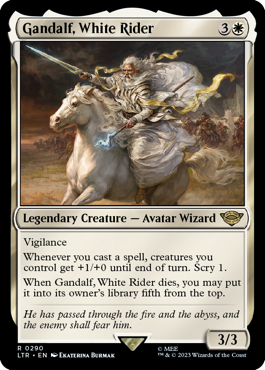 Gandalf, White Rider 3
Legendary Creature — Avatar Wizard
Vigilance
Whenever you cast a spell, creatures you
control get +1/+0 until end of turn. Scry 1.
When Gandalf, White Rider dies, you may put
it into its owner's library fifth from the top.
He has passed through the fire and the abyss, and
the enemy shall fear him.
3/3
R 0290 © MEE
LTR • EN Ekaterina Burmak ™ & © 2023 Wizards of the Coast